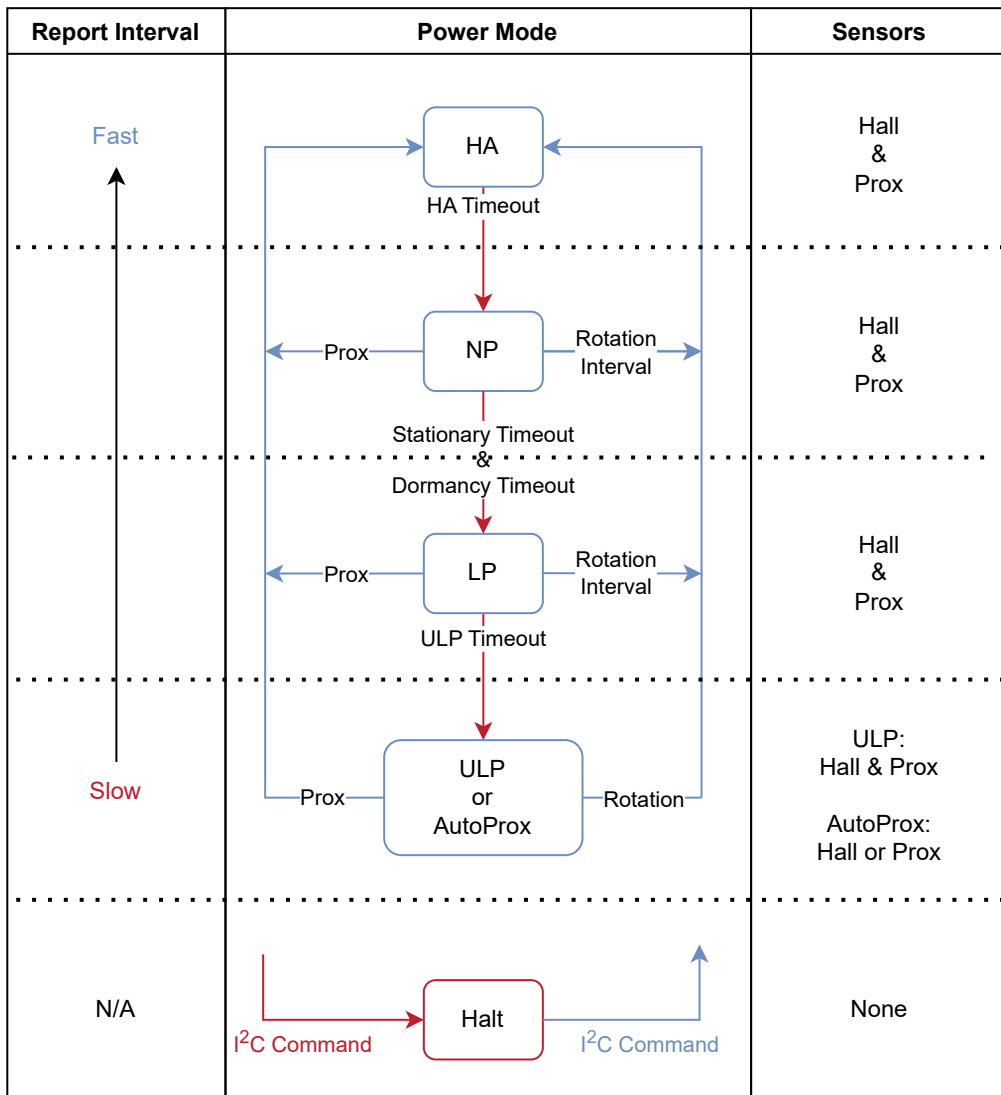 Report Interval
Power Mode
Sensors
Fast
HA
Hall
&
Prox
HA Timeout
Prox
NP
Rotation
Interval
Hall
&
Prox
Stationary Timeout
&
Dormancy Timeout
Prox
LP
Rotation
Interval
Hall
&
Prox
ULP Timeout
Slow
Prox
ULP
or
AutoProx
Rotation
ULP:
Hall & Prox
AutoProx:
Hall or Prox
N/A
Halt
None
I²C Command
I²C Command